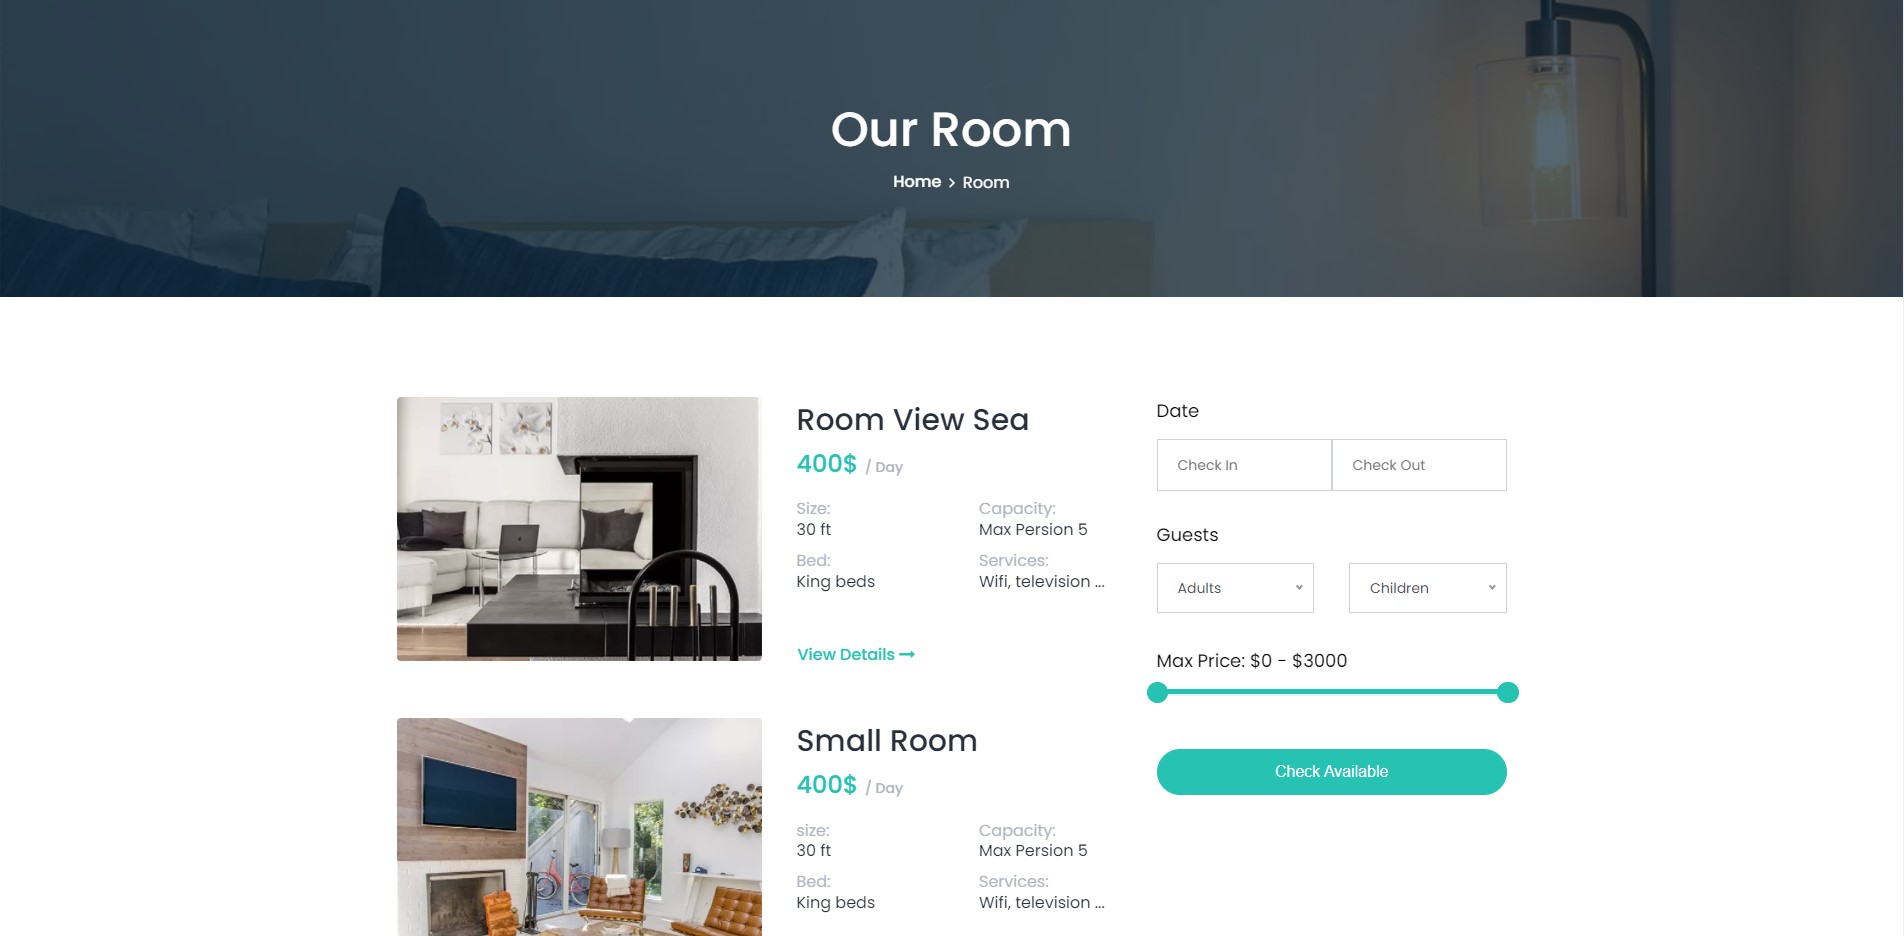 Our Room
Home > Room
Room View Sea
400$ / Day
Size:
30 ft
Capacity:
Max Persion 5
Bed:
King beds
Services:
Wifi, television ...
View Details
Small Room
400$ / Day
size:
30 ft
Capacity:
Max Persion 5
Bed:
King beds
Services:
Wifi, television ...
Date
Check In
Check Out
Guests
Adults
Children
Max Price: $0 - $3000
Check Available